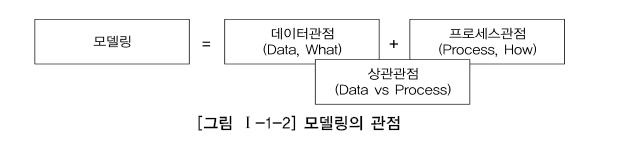 모델링
=
데이터관점
(Data, What)
+
프로세스관점
(Process, How)
상관관점
(Data vs Process)
[그림 Ⅰ-1-2] 모델링의 관점